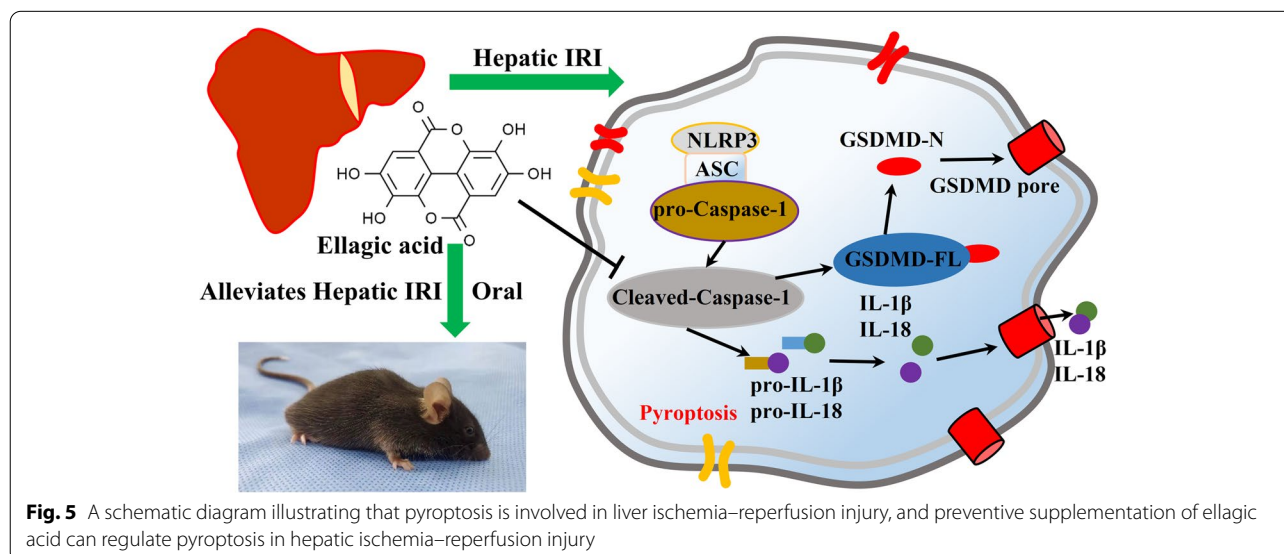 Hepatic IRI
O
O
OH
OH
HO
HO
O
O
Ellagic acid
Alleviates Hepatic IRI Oral
NLRP3
ASC
pro-Caspase-1
Cleaved-Caspase-1
GSDMD-N
GSDMD pore
GSDMD-FL
IL-1β
IL-18
pro-IL-1β
pro-IL-18
IL-1β
IL-18
Pyroptosis
Fig. 5 A schematic diagram illustrating that pyroptosis is involved in liver ischemia–reperfusion injury, and preventive supplementation of ellagic
acid can regulate pyroptosis in hepatic ischemia–reperfusion injury